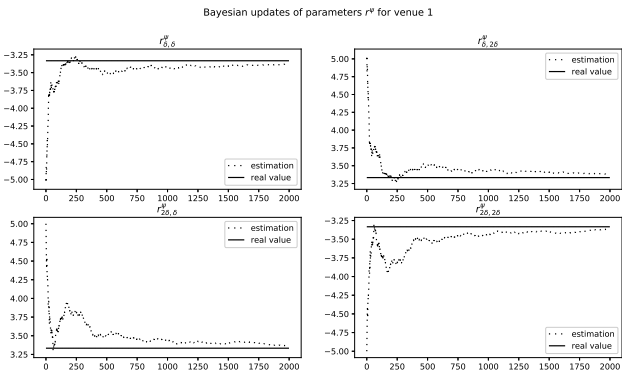 Bayesian updates of parameters r^ψ for venue 1
r^ψ_{δ,δ}
−3.25
−3.50
−3.75
−4.00
−4.25
−4.50
−4.75
−5.00
estimation
real value
0 250 500 750 1000 1250 1500 1750 2000
r^ψ_{δ,2δ}
5.00
4.75
4.50
4.25
4.00
3.75
3.50
3.25
estimation
real value
0 250 500 750 1000 1250 1500 1750 2000
r^ψ_{2δ,δ}
5.00
4.75
4.50
4.25
4.00
3.75
3.50
3.25
estimation
real value
0 250 500 750 1000 1250 1500 1750 2000
r^ψ_{2δ,2δ}
−3.25
−3.50
−3.75
−4.00
−4.25
−4.50
−4.75
−5.00
estimation
real value
0 250 500 750 1000 1250 1500 1750 2000